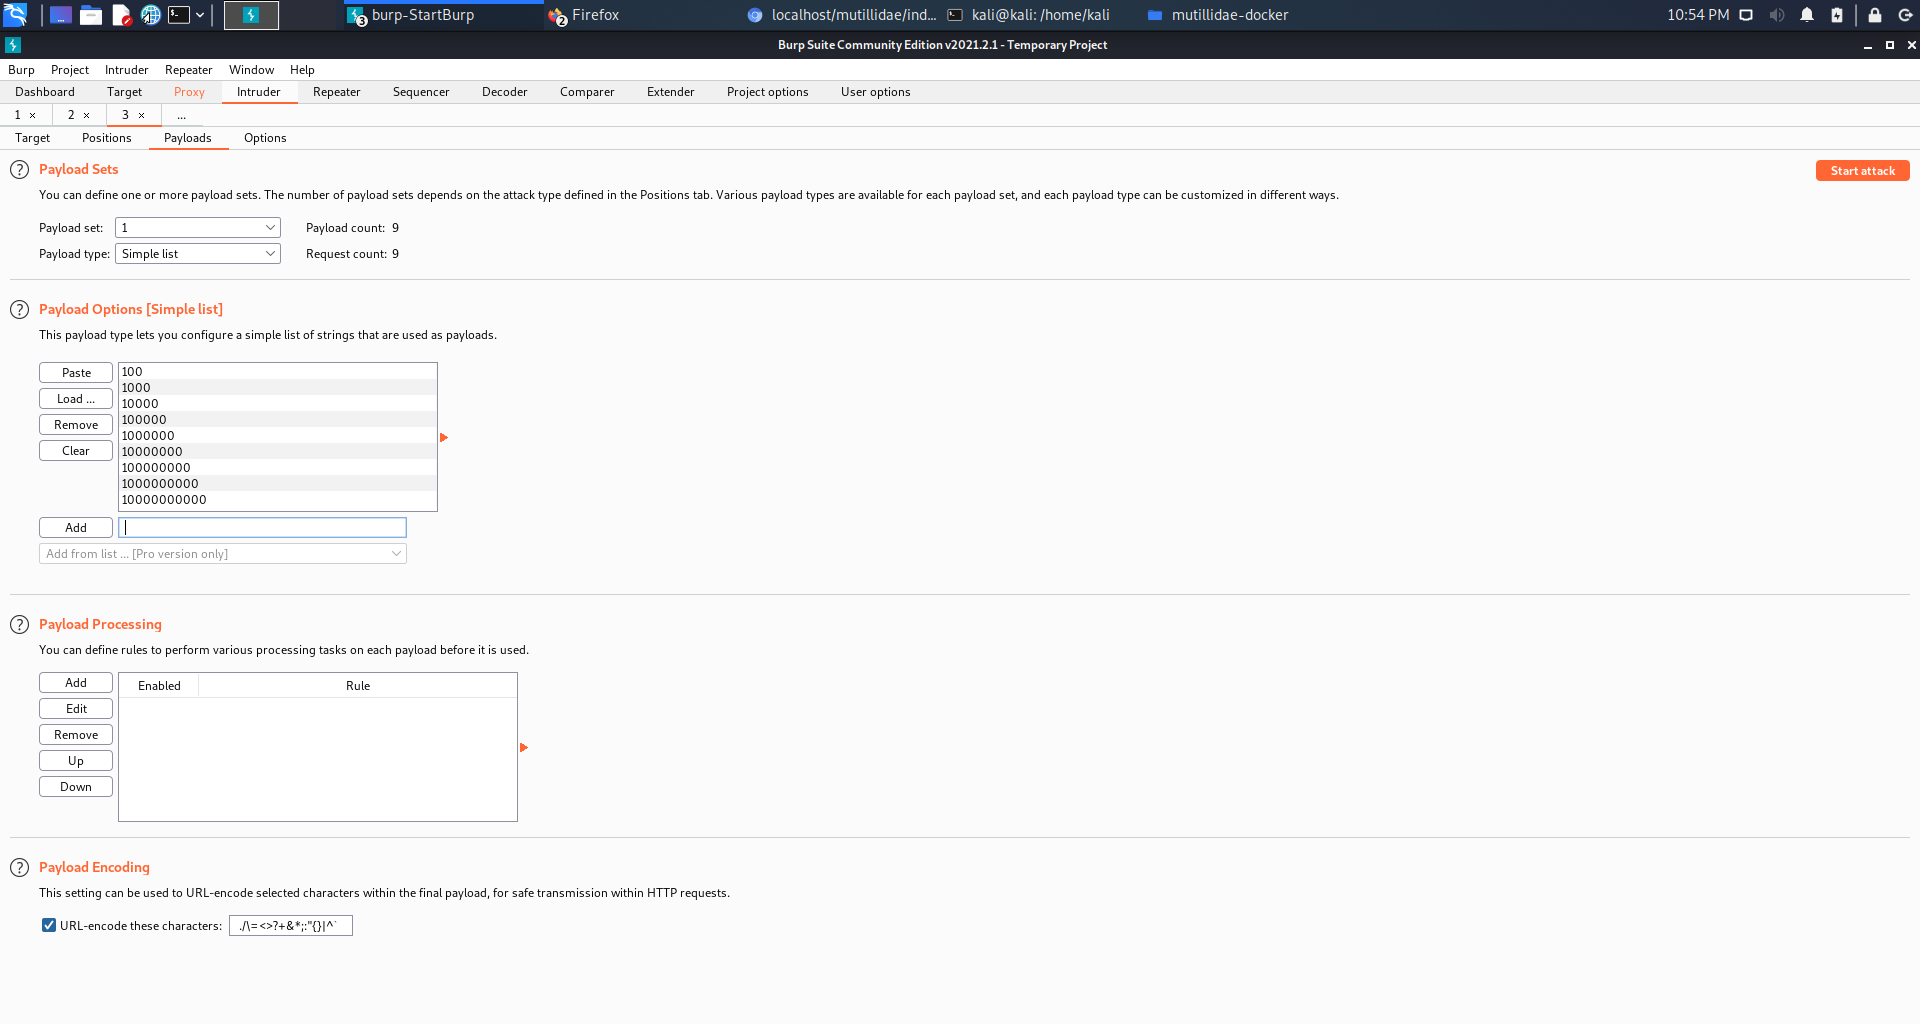 burp-StartBurp Firefox localhost/mutillidae/ind... kali@kali: /home/kali mutillidae-docker 10:54 PM
3 2
Burp Suite Community Edition v2021.2.1 - Temporary Project
Burp Project Intruder Repeater Window Help
Dashboard Target Proxy Intruder Repeater Sequencer Decoder Comparer Extender Project options User options
1 × 2 × 3 × ...
Target Positions Payloads Options
? Payload Sets Start attack
You can define one or more payload sets. The number of payload sets depends on the attack type defined in the Positions tab. Various payload types are available for each payload set, and each payload type can be customized in different ways.
Payload set: 1 Payload count: 9
Payload type: Simple list Request count: 9
? Payload Options [Simple list]
This payload type lets you configure a simple list of strings that are used as payloads.
Paste
Load ...
Remove
Clear
100
1000
10000
100000
1000000
10000000
100000000
1000000000
10000000000
Add
Add from list ... [Pro version only]
? Payload Processing
You can define rules to perform various processing tasks on each payload before it is used.
Add
Edit
Remove
Up
Down
Enabled Rule
? Payload Encoding
This setting can be used to URL-encode selected characters within the final payload, for safe transmission within HTTP requests.
URL-encode these characters: ./\=<>?+&*;:"{}|^`